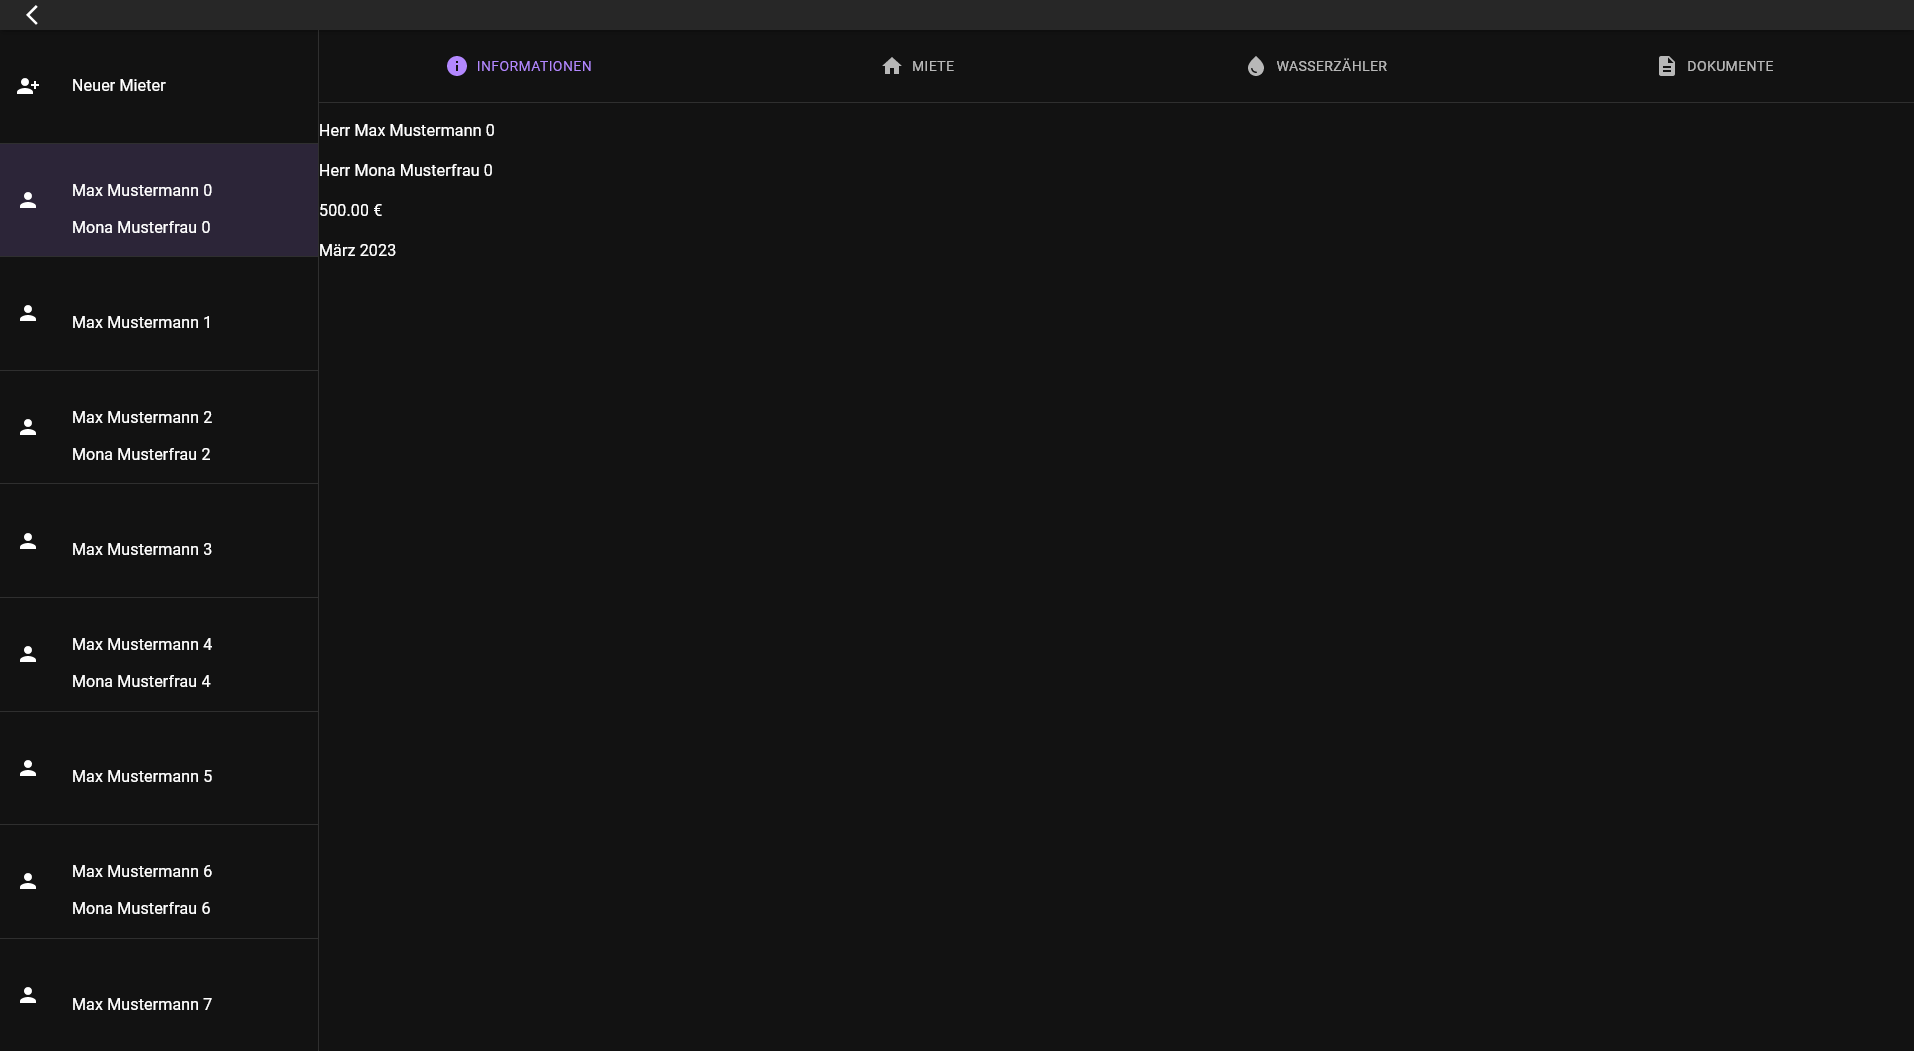 Neuer Mieter
Max Mustermann 0
Mona Musterfrau 0
Max Mustermann 1
Max Mustermann 2
Mona Musterfrau 2
Max Mustermann 3
Max Mustermann 4
Mona Musterfrau 4
Max Mustermann 5
Max Mustermann 6
Mona Musterfrau 6
Max Mustermann 7
INFORMATIONEN
MIETE
WASSERZÄHLER
DOKUMENTE
Herr Max Mustermann 0
Herr Mona Musterfrau 0
500.00 €
März 2023